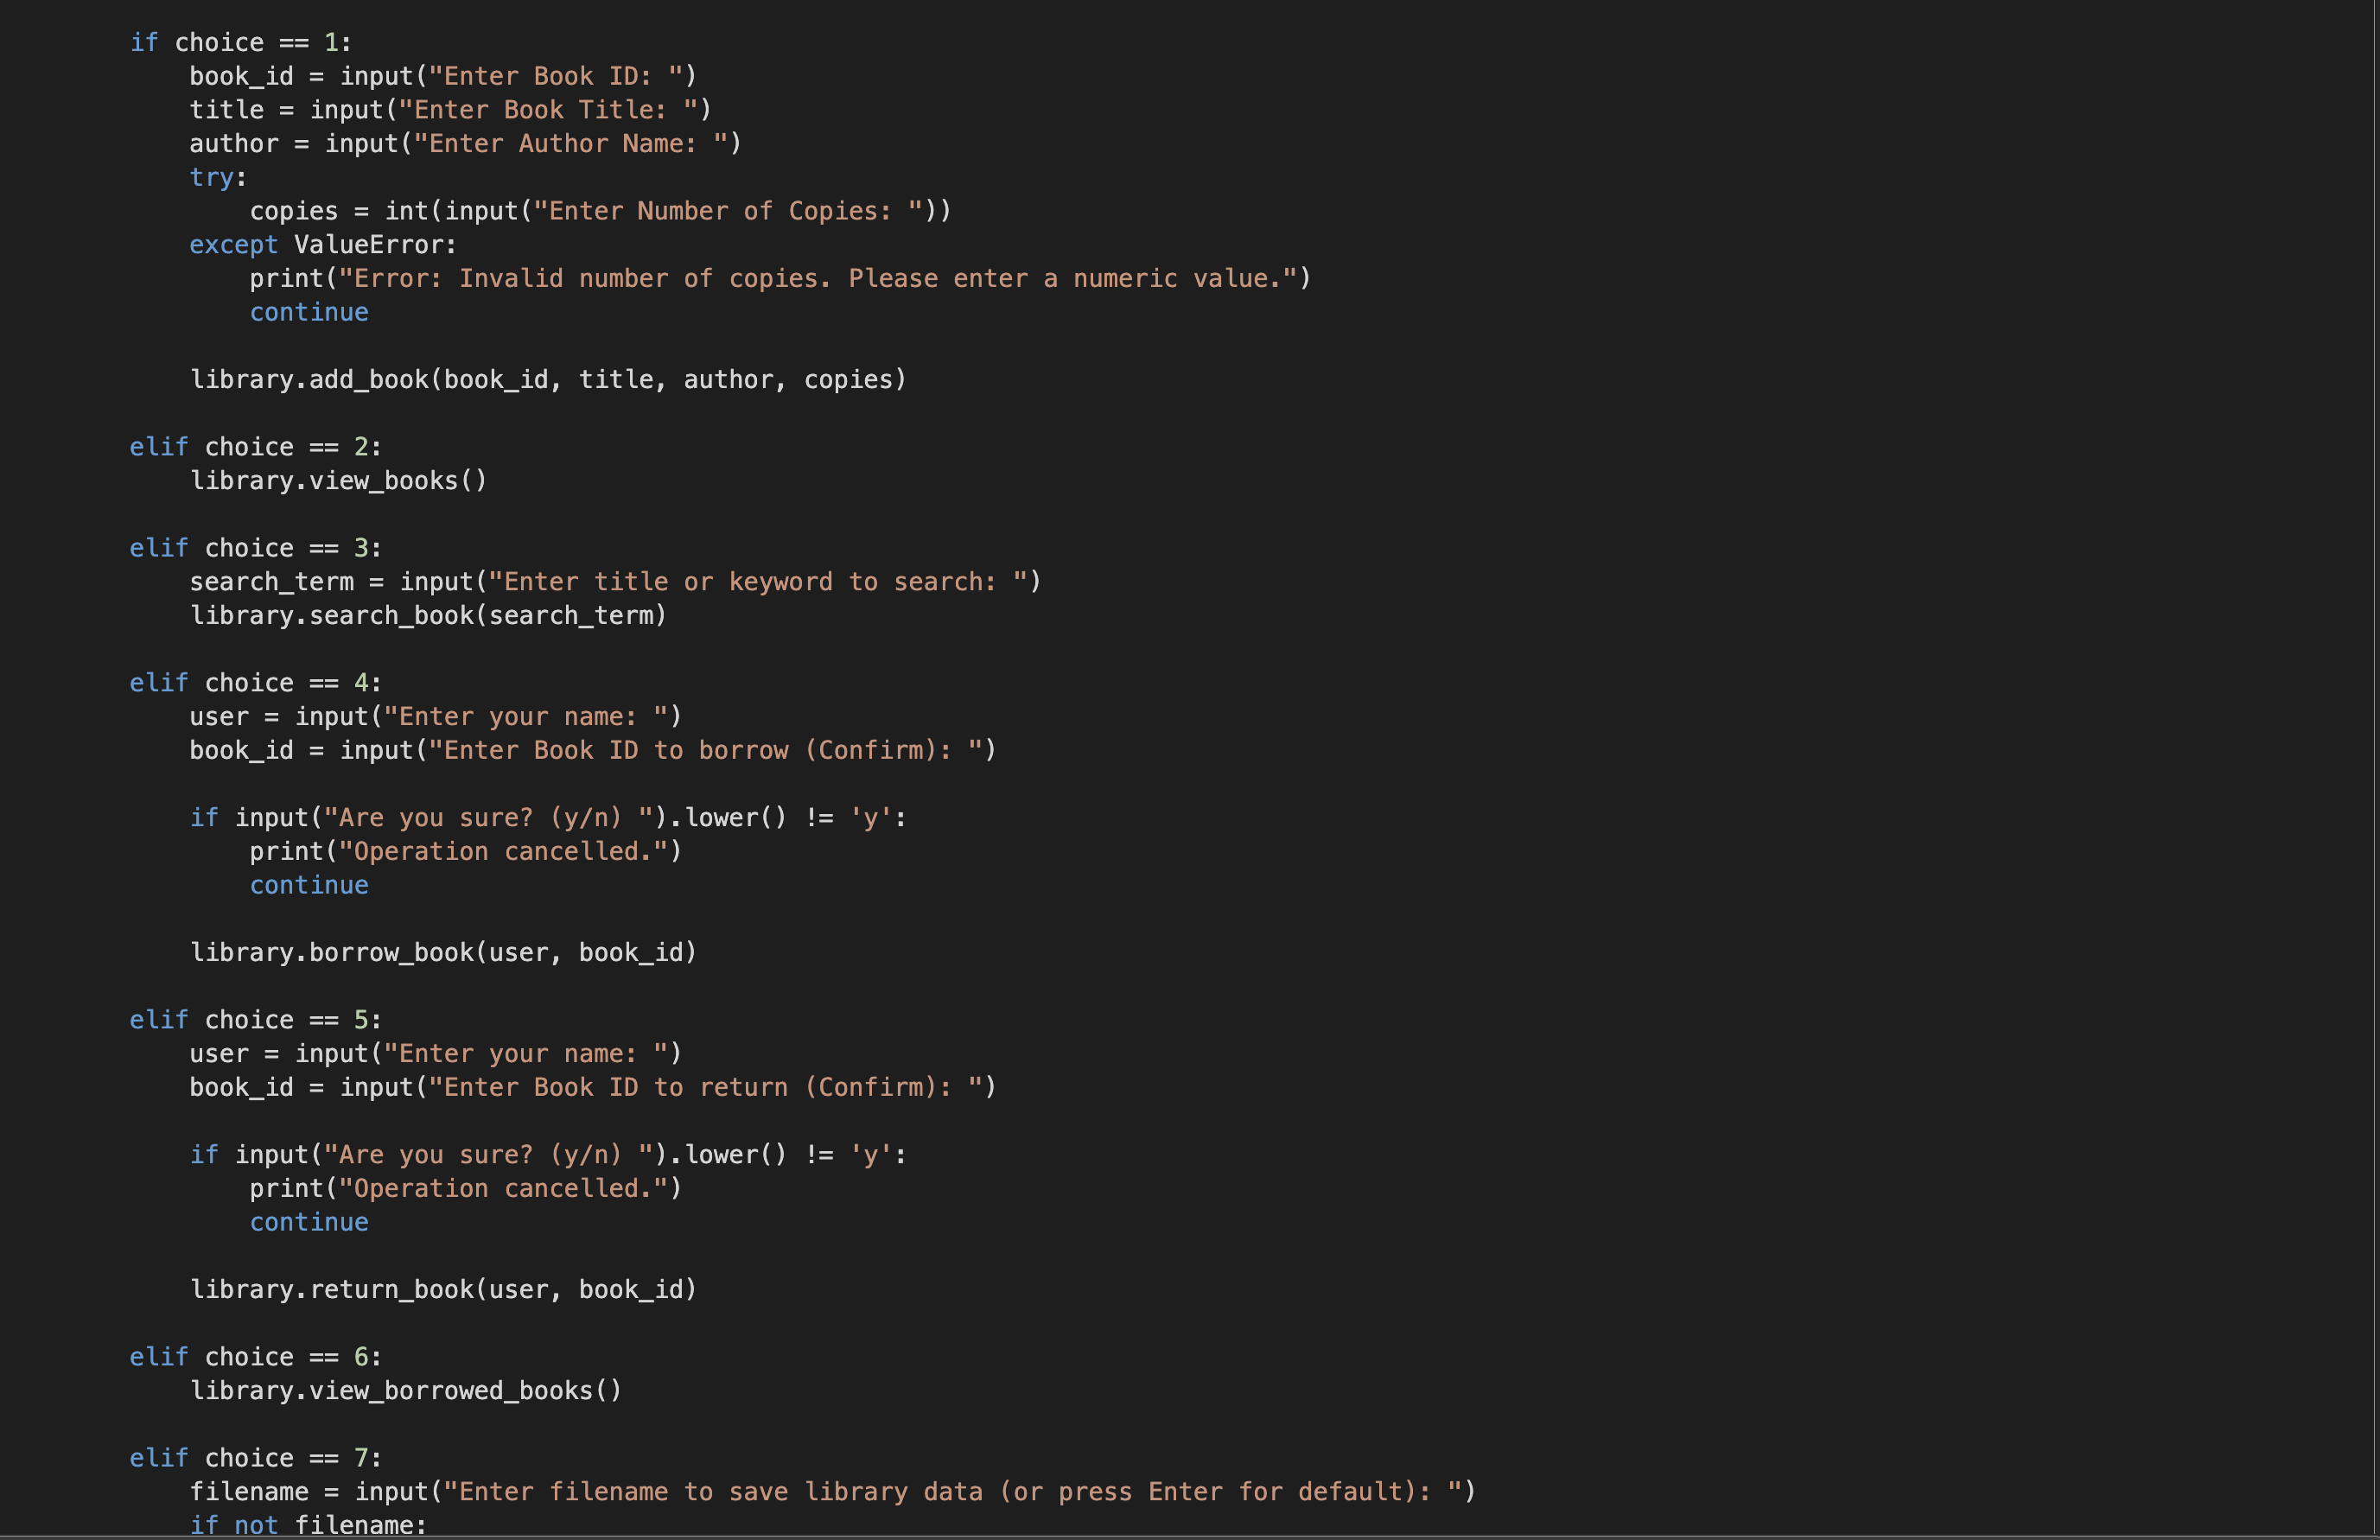 if choice == 1:
    book_id = input("Enter Book ID: ")
    title = input("Enter Book Title: ")
    author = input("Enter Author Name: ")
    try:
        copies = int(input("Enter Number of Copies: "))
    except ValueError:
        print("Error: Invalid number of copies. Please enter a numeric value.")
        continue

    library.add_book(book_id, title, author, copies)

elif choice == 2:
    library.view_books()

elif choice == 3:
    search_term = input("Enter title or keyword to search: ")
    library.search_book(search_term)

elif choice == 4:
    user = input("Enter your name: ")
    book_id = input("Enter Book ID to borrow (Confirm): ")

    if input("Are you sure? (y/n) ").lower() != 'y':
        print("Operation cancelled.")
        continue

    library.borrow_book(user, book_id)

elif choice == 5:
    user = input("Enter your name: ")
    book_id = input("Enter Book ID to return (Confirm): ")

    if input("Are you sure? (y/n) ").lower() != 'y':
        print("Operation cancelled.")
        continue

    library.return_book(user, book_id)

elif choice == 6:
    library.view_borrowed_books()

elif choice == 7:
    filename = input("Enter filename to save library data (or press Enter for default): ")
    if not filename: